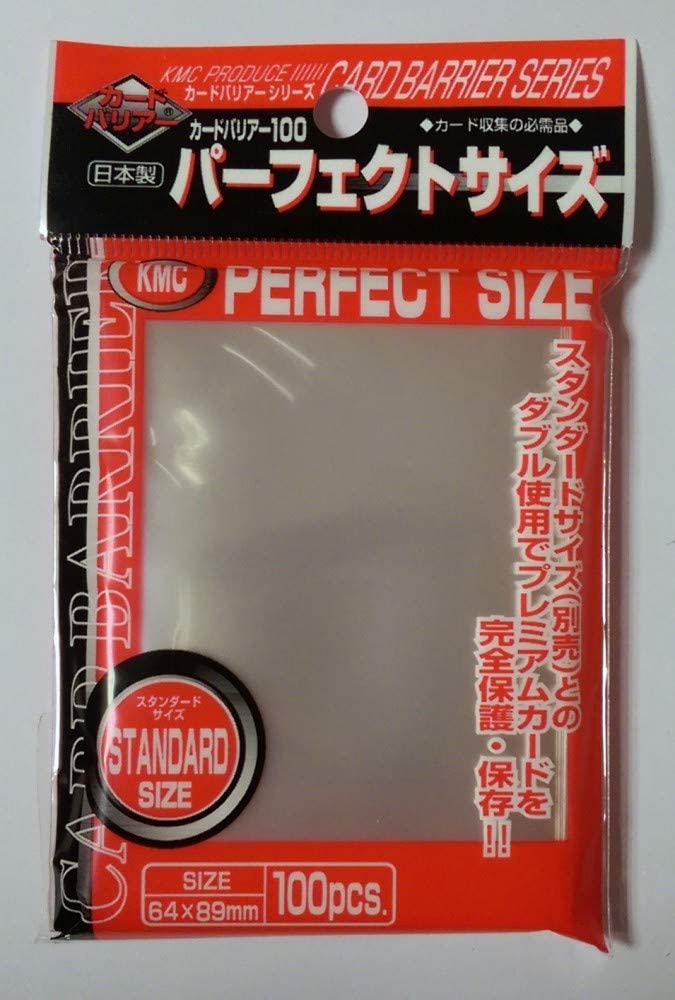 カード
バリアー®
KMC PRODUCE
CARD BARRIER SERIES
カードバリアーシリーズ
カードバリアー100
◆カード収集の必需品◆
日本製
パーフェクトサイズ
KMC
PERFECT SIZE
CARD BARRIER
スタンダードサイズ(別売)との
ダブル使用でプレミアムカードを
完全保護・保存!!
スタンダード
サイズ
STANDARD
SIZE
SIZE
64×89mm
100pcs.